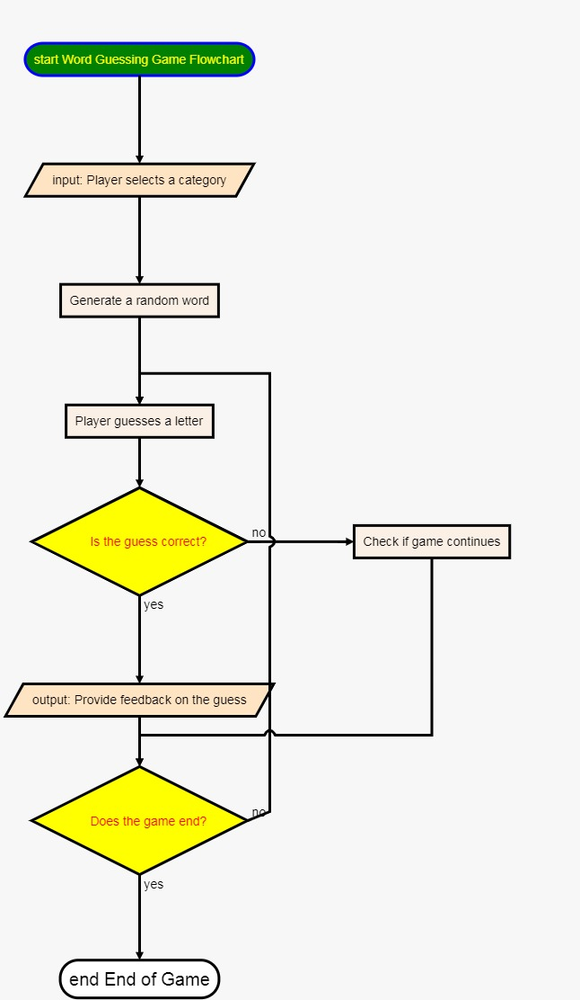 start Word Guessing Game Flowchart
input: Player selects a category
Generate a random word
Player guesses a letter
Is the guess correct?
no
Check if game continues
yes
output: Provide feedback on the guess
Does the game end?
no
yes
end End of Game